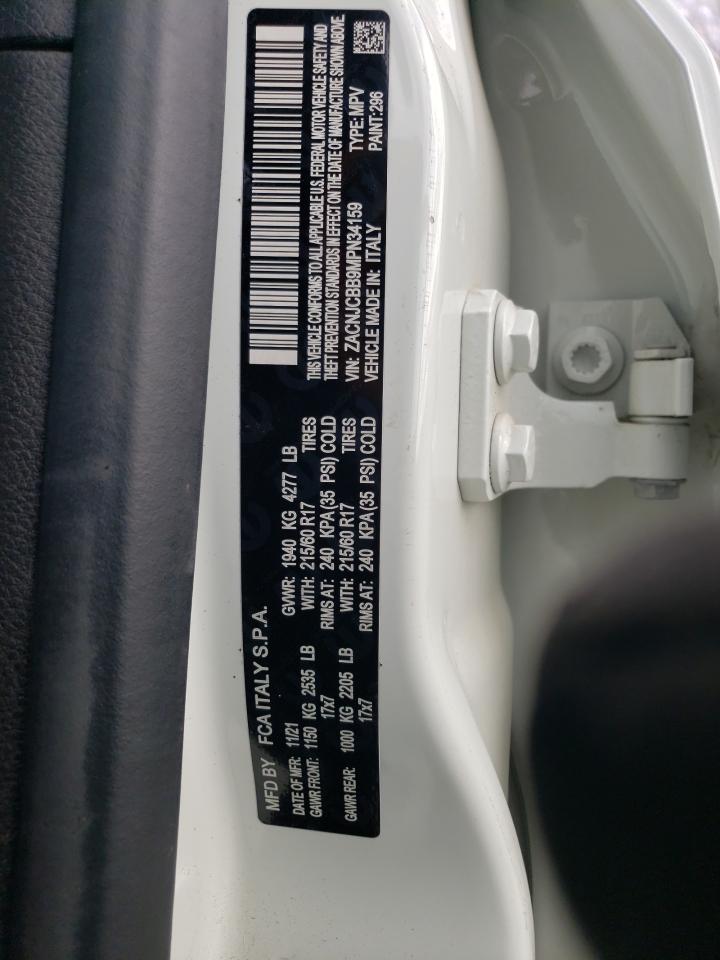 MFD BY FCA ITALY S.P.A.
DATE OF MFR: 11/21 GVWR: 1940 KG 4277 LB
GAWR FRONT: 1150 KG 2535 LB WITH: 215/60 R17 TIRES
17x7 RIMS AT: 240 KPA (35 PSI) COLD
GAWR REAR: 1000 KG 2205 LB WITH: 215/60 R17 TIRES
17x7 RIMS AT: 240 KPA (35 PSI) COLD
THIS VEHICLE CONFORMS TO ALL APPLICABLE U.S. FEDERAL MOTOR VEHICLE SAFETY AND
THEFT PREVENTION STANDARDS IN EFFECT ON THE DATE OF MANUFACTURE SHOWN ABOVE
VIN: ZACNJCBB9MPN34159 TYPE: MPV
VEHICLE MADE IN: ITALY PAINT: 296